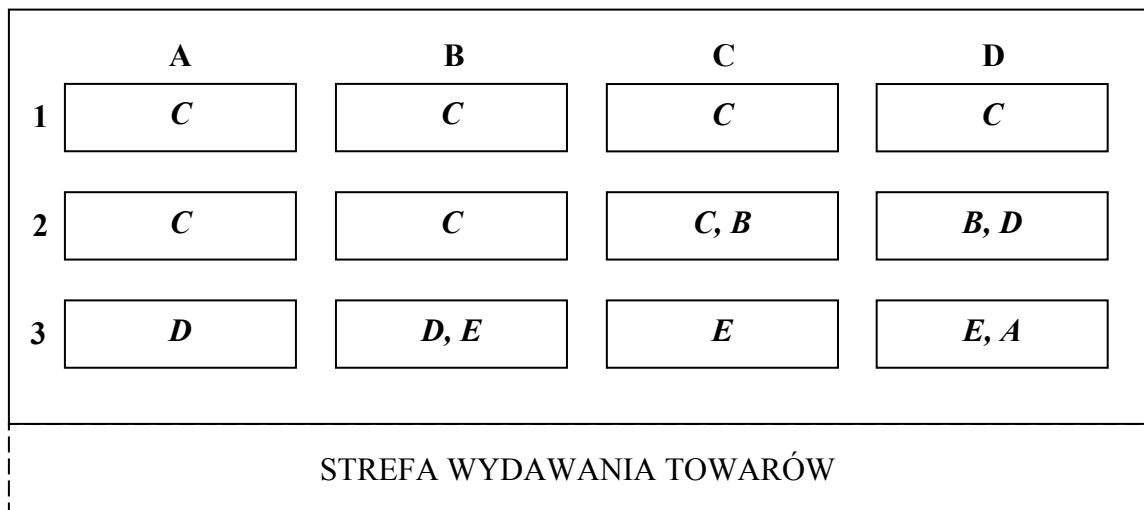 A B C D
1 C C C C
2 C C C, B B, D
3 D D, E E E, A
STREFA WYDAWANIA TOWARÓW